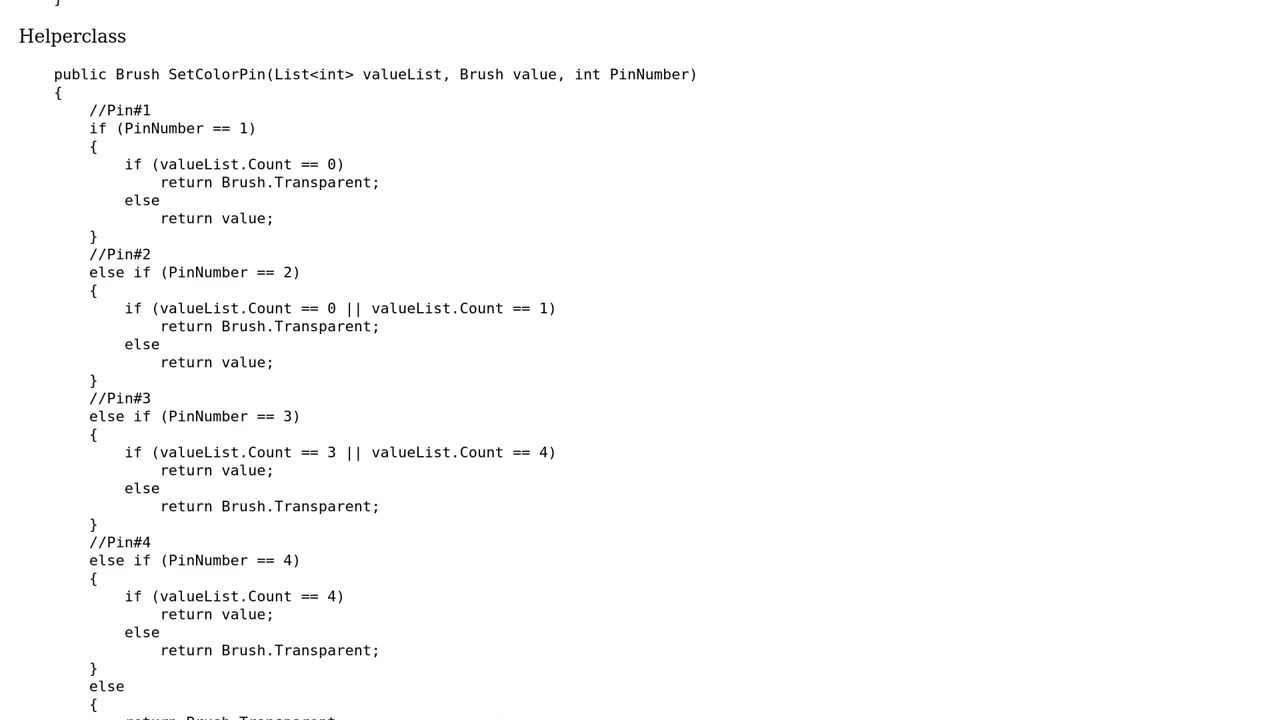 }
Helperclass
public Brush SetColorPin(List<int> valueList, Brush value, int PinNumber)
{
//Pin#1
if (PinNumber == 1)
{
if (valueList.Count == 0)
return Brush.Transparent;
else
return value;
}
//Pin#2
else if (PinNumber == 2)
{
if (valueList.Count == 0 || valueList.Count == 1)
return Brush.Transparent;
else
return value;
}
//Pin#3
else if (PinNumber == 3)
{
if (valueList.Count == 3 || valueList.Count == 4)
return value;
else
return Brush.Transparent;
}
//Pin#4
else if (PinNumber == 4)
{
if (valueList.Count == 4)
return value;
else
return Brush.Transparent;
}
else
{
return Brush.Transparent